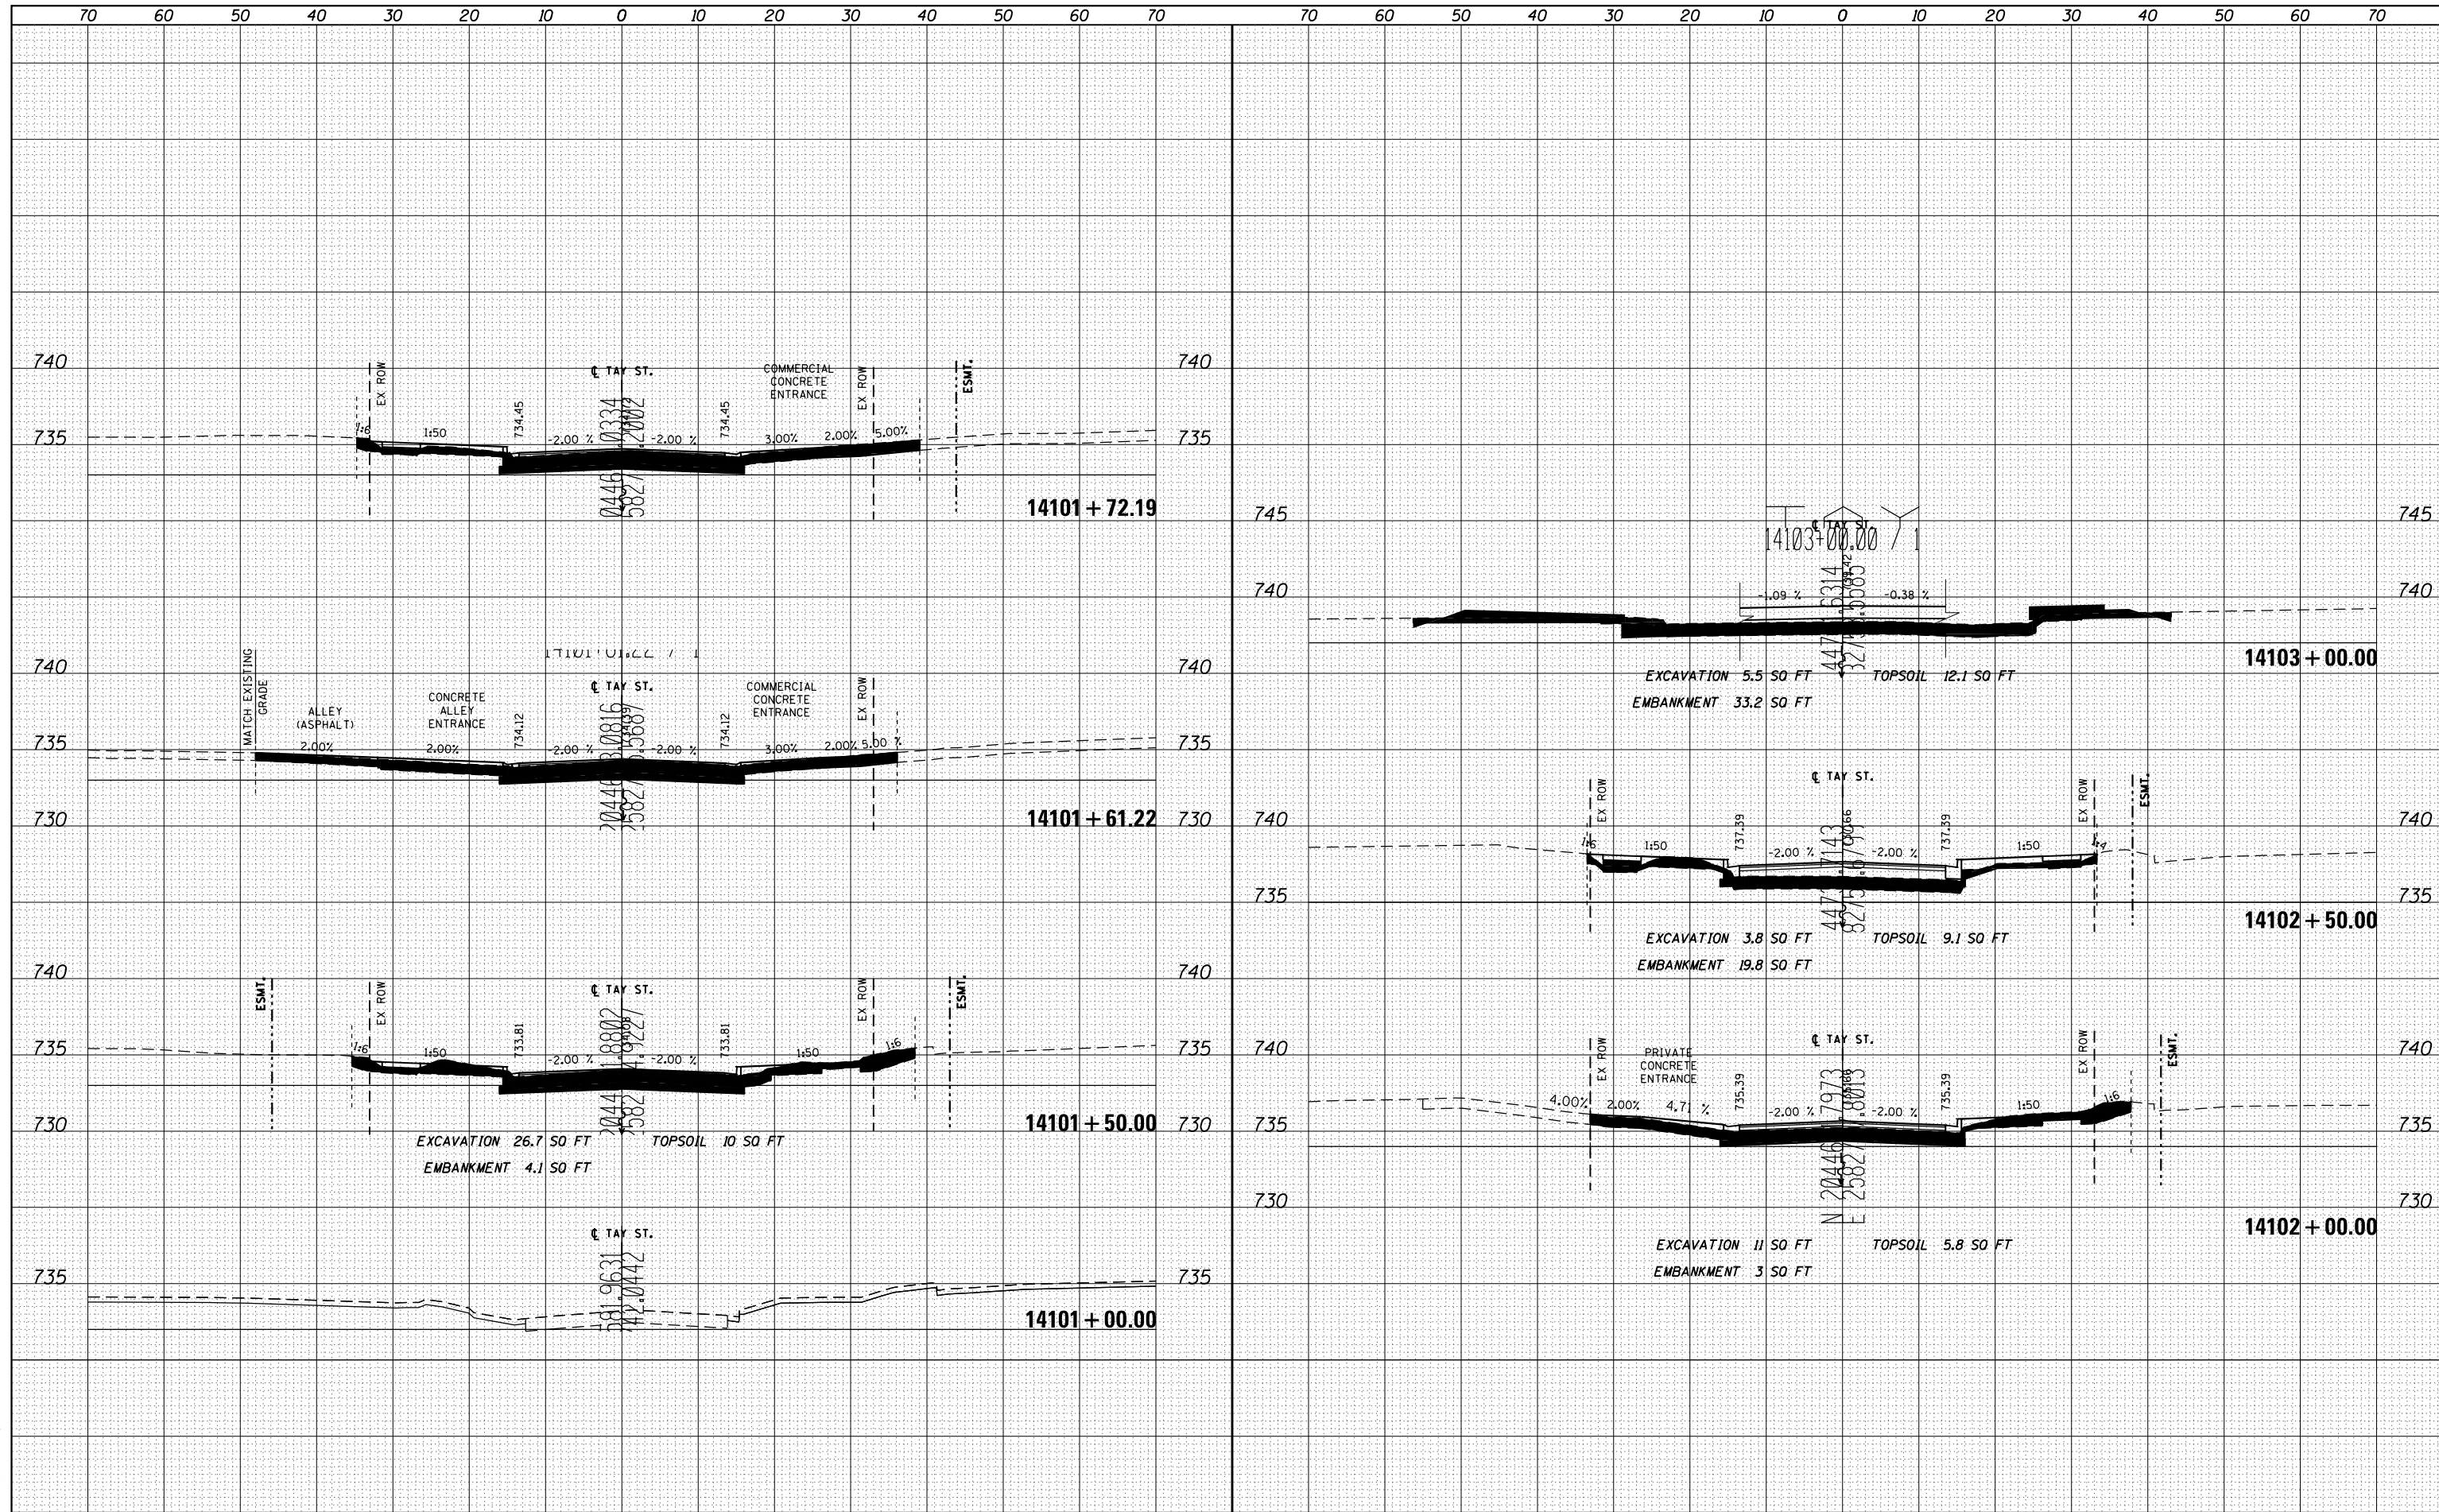 70 60 50 40 30 20 10 0 10 20 30 40 50 60 70
70 60 50 40 30 20 10 0 10 20 30 40 50 60 70
740 740
EX ROW
℄ TAY ST.
COMMERCIAL
CONCRETE
ENTRANCE
EX ROW
ESMT.
734.45
734.45
735 1:6 1:50 -2.00 % -2.00 % 3.00% 2.00% 5.00% 735
14101+72.19
740 740
MATCH EXISTING
GRADE
ALLEY
(ASPHALT)
CONCRETE
ALLEY
ENTRANCE
℄ TAY ST.
COMMERCIAL
CONCRETE
ENTRANCE
EX ROW
734.12
734.12
735 2.00% 2.00% -2.00 % -2.00 % 3.00% 2.00% 5.00 % 735
730 14101+61.22 730
740 740
ESMT.
EX ROW
℄ TAY ST.
EX ROW
ESMT.
733.81
733.81
735 1:6 1:50 -2.00 % -2.00 % 1:50 1:6 735
730 14101+50.00 730
EXCAVATION 26.7 SQ FT TOPSOIL 10 SQ FT
EMBANKMENT 4.1 SQ FT
℄ TAY ST.
735 735
14101+00.00
745 745
℄ TAY ST.
14103+00.00 / 1
740 -1.09 % -0.38 % 740
14103+00.00
EXCAVATION 5.5 SQ FT TOPSOIL 12.1 SQ FT
EMBANKMENT 33.2 SQ FT
℄ TAY ST.
EX ROW
EX ROW
ESMT.
740 740
737.39
737.39
1:6 1:50 -2.00 % -2.00 % 1:50 1:4
735 735
14102+50.00
EXCAVATION 3.8 SQ FT TOPSOIL 9.1 SQ FT
EMBANKMENT 19.8 SQ FT
℄ TAY ST.
740 740
EX ROW
PRIVATE
CONCRETE
ENTRANCE
EX ROW
ESMT.
735.39
735.39
4.00% 2.00% 4.71 % -2.00 % -2.00 % 1:50 1:6
735 735
730 730
14102+00.00
EXCAVATION 11 SQ FT TOPSOIL 5.8 SQ FT
EMBANKMENT 3 SQ FT